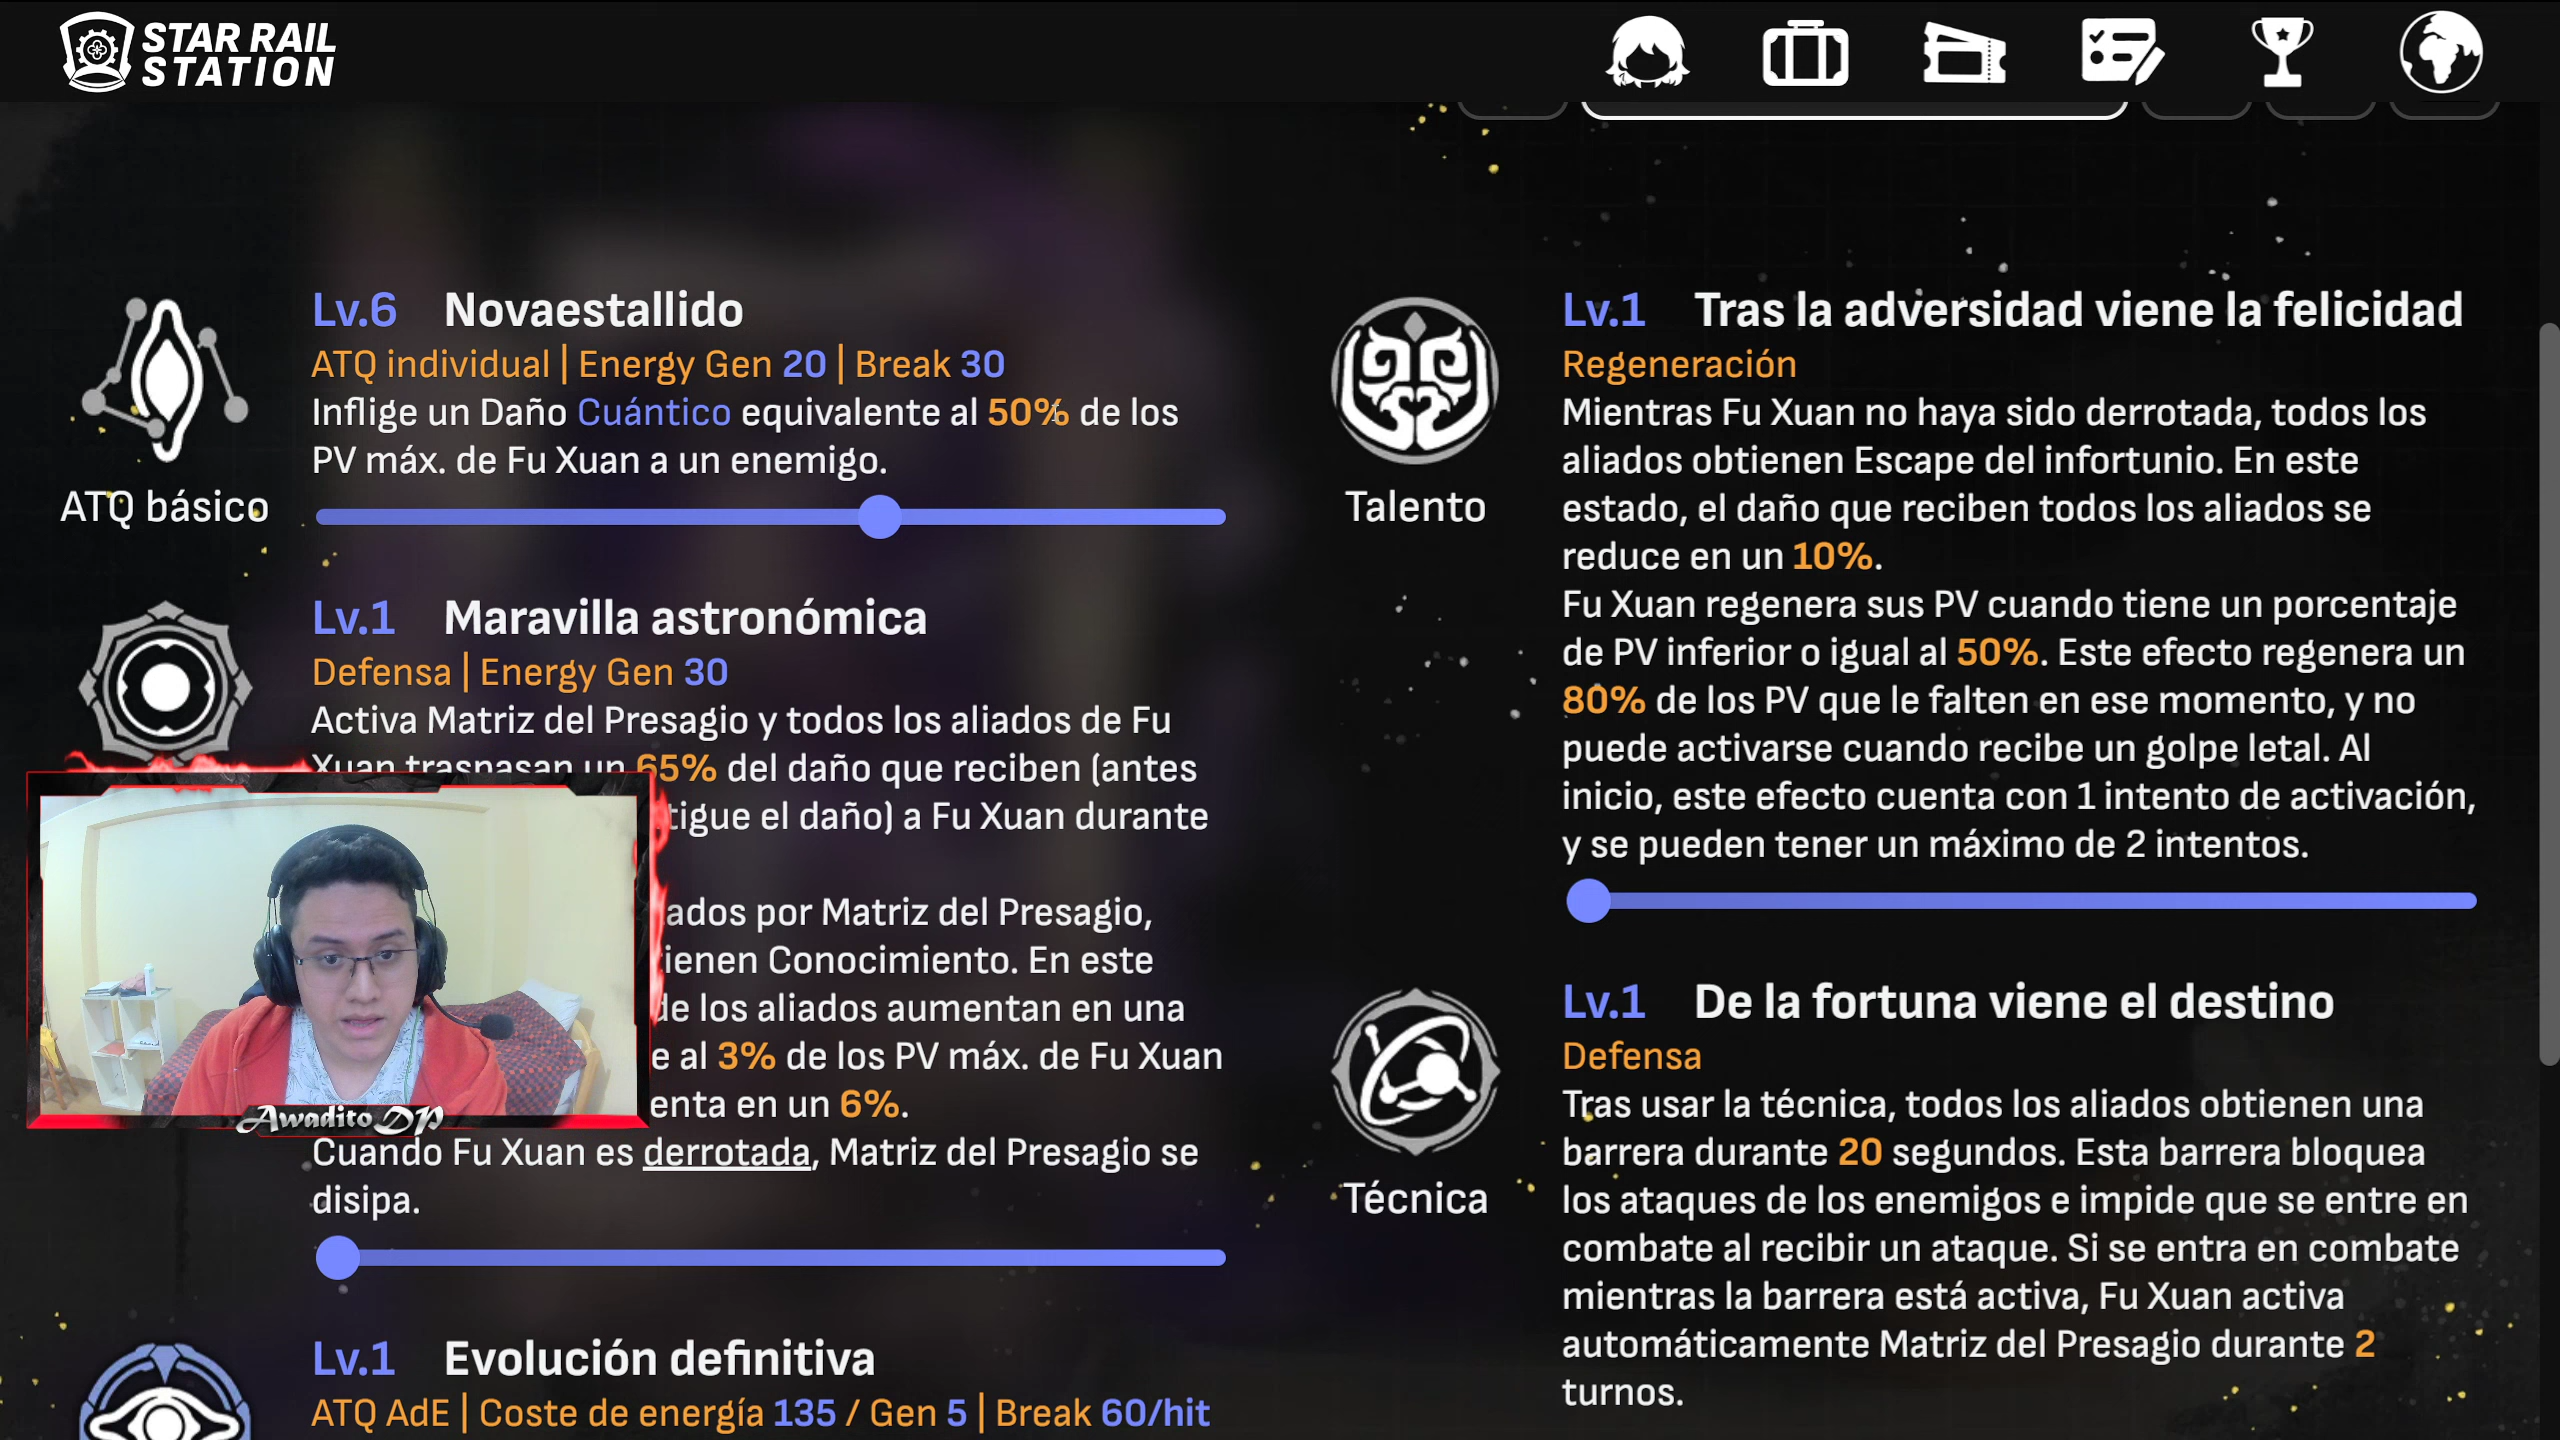 STAR RAIL
STATION
ATQ básico
Lv.6 Novaestallido
ATQ individual | Energy Gen 20 | Break 30
Inflige un Daño Cuántico equivalente al 50% de los
PV máx. de Fu Xuan a un enemigo.
Lv.1 Maravilla astronómica
Defensa | Energy Gen 30
Activa Matriz del Presagio y todos los aliados de Fu
Xuan traspasan un 65% del daño que reciben (antes
tigue el daño) a Fu Xuan durante
ados por Matriz del Presagio,
ienen Conocimiento. En este
de los aliados aumentan en una
e al 3% de los PV máx. de Fu Xuan
enta en un 6%.
Cuando Fu Xuan es derrotada, Matriz del Presagio se
disipa.
Awadito DP
Lv.1 Evolución definitiva
ATQ AdE | Coste de energía 135 / Gen 5 | Break 60/hit
Talento
Lv.1 Tras la adversidad viene la felicidad
Regeneración
Mientras Fu Xuan no haya sido derrotada, todos los
aliados obtienen Escape del infortunio. En este
estado, el daño que reciben todos los aliados se
reduce en un 10%.
Fu Xuan regenera sus PV cuando tiene un porcentaje
de PV inferior o igual al 50%. Este efecto regenera un
80% de los PV que le falten en ese momento, y no
puede activarse cuando recibe un golpe letal. Al
inicio, este efecto cuenta con 1 intento de activación,
y se pueden tener un máximo de 2 intentos.
Técnica
Lv.1 De la fortuna viene el destino
Defensa
Tras usar la técnica, todos los aliados obtienen una
barrera durante 20 segundos. Esta barrera bloquea
los ataques de los enemigos e impide que se entre en
combate al recibir un ataque. Si se entra en combate
mientras la barrera está activa, Fu Xuan activa
automáticamente Matriz del Presagio durante 2
turnos.